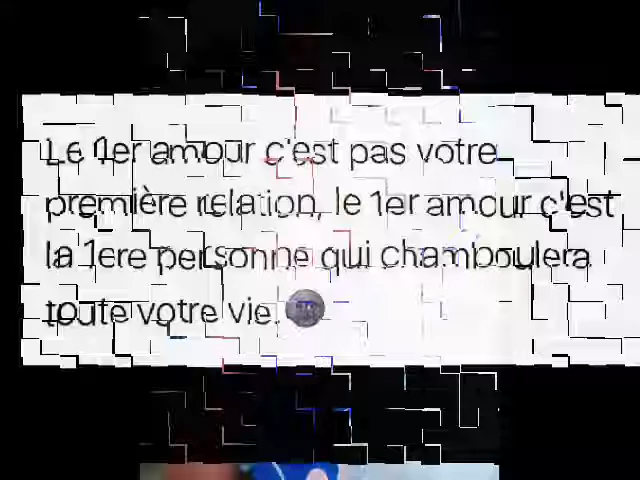 Le 1er amour c'est pas votre
première relation, le 1er amour c'est
la 1ere personne qui chamboulera
toute votre vie.